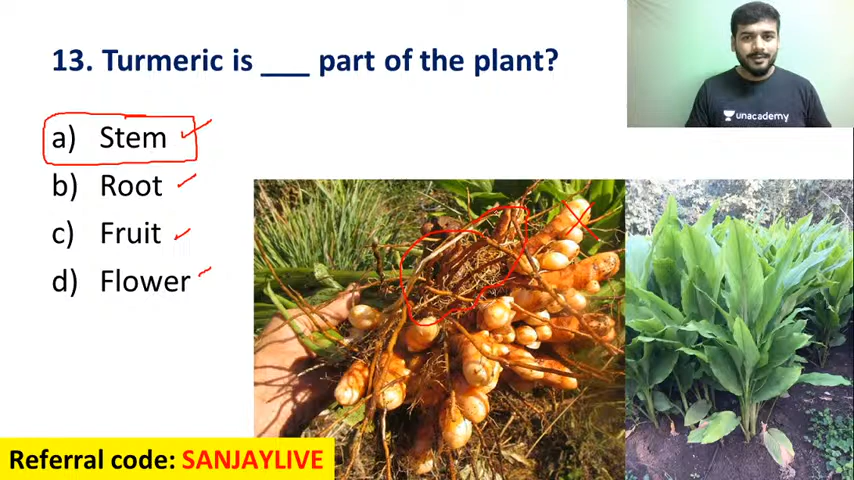 13. Turmeric is ___ part of the plant?
unacademy
a) Stem
b) Root
c) Fruit
d) Flower
Referral code: SANJAYLIVE